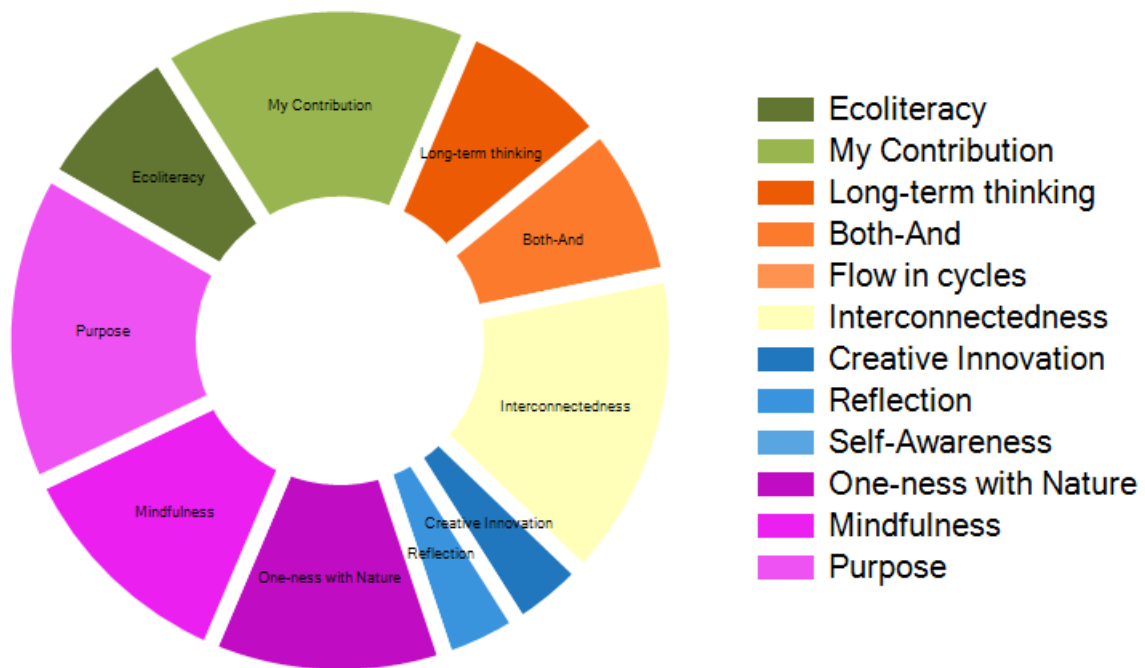 My Contribution
Long-term thinking
Ecoliteracy
Both-And
Purpose
Interconnectedness
Mindfulness
Creative Innovation
Reflection
One-ness with Nature
Ecoliteracy
My Contribution
Long-term thinking
Both-And
Flow in cycles
Interconnectedness
Creative Innovation
Reflection
Self-Awareness
One-ness with Nature
Mindfulness
Purpose